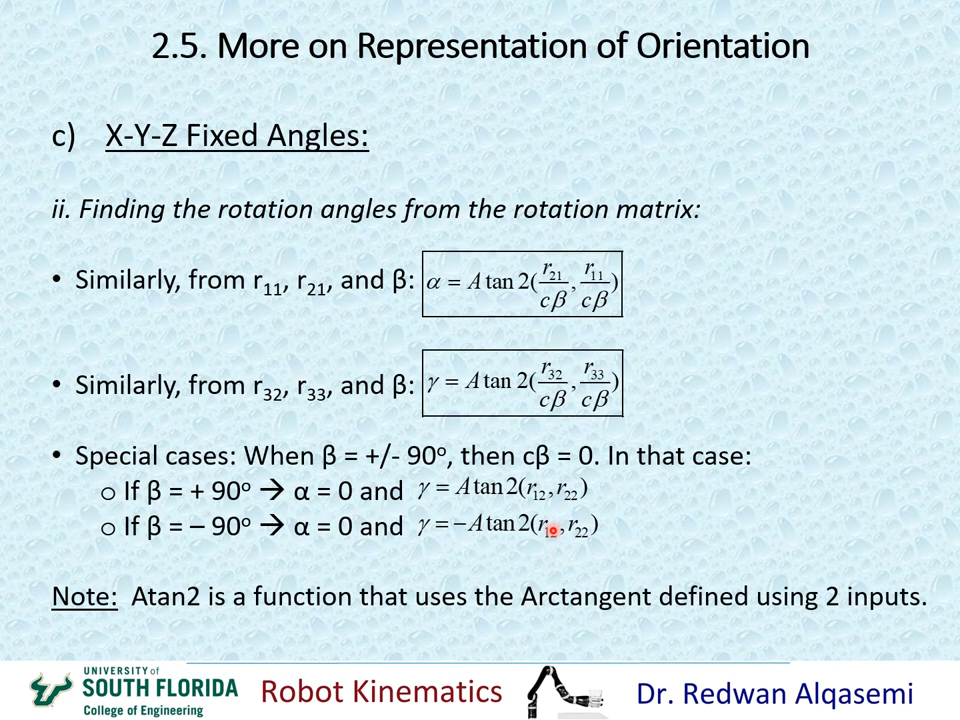 2.5. More on Representation of Orientation
c) X-Y-Z Fixed Angles:
ii. Finding the rotation angles from the rotation matrix:
• Similarly, from r₁₁, r₂₁, and β: α = A tan 2(r₂₁/cβ, r₁₁/cβ)
• Similarly, from r₃₂, r₃₃, and β: γ = A tan 2(r₃₂/cβ, r₃₃/cβ)
• Special cases: When β = +/- 90ᵒ, then cβ = 0. In that case:
o If β = + 90ᵒ → α = 0 and γ = A tan 2(r₁₂, r₂₂)
o If β = – 90ᵒ → α = 0 and γ = −A tan 2(r₁₂, r₂₂)
Note: Atan2 is a function that uses the Arctangent defined using 2 inputs.
UNIVERSITY of
SOUTH FLORIDA
College of Engineering
Robot Kinematics
Dr. Redwan Alqasemi